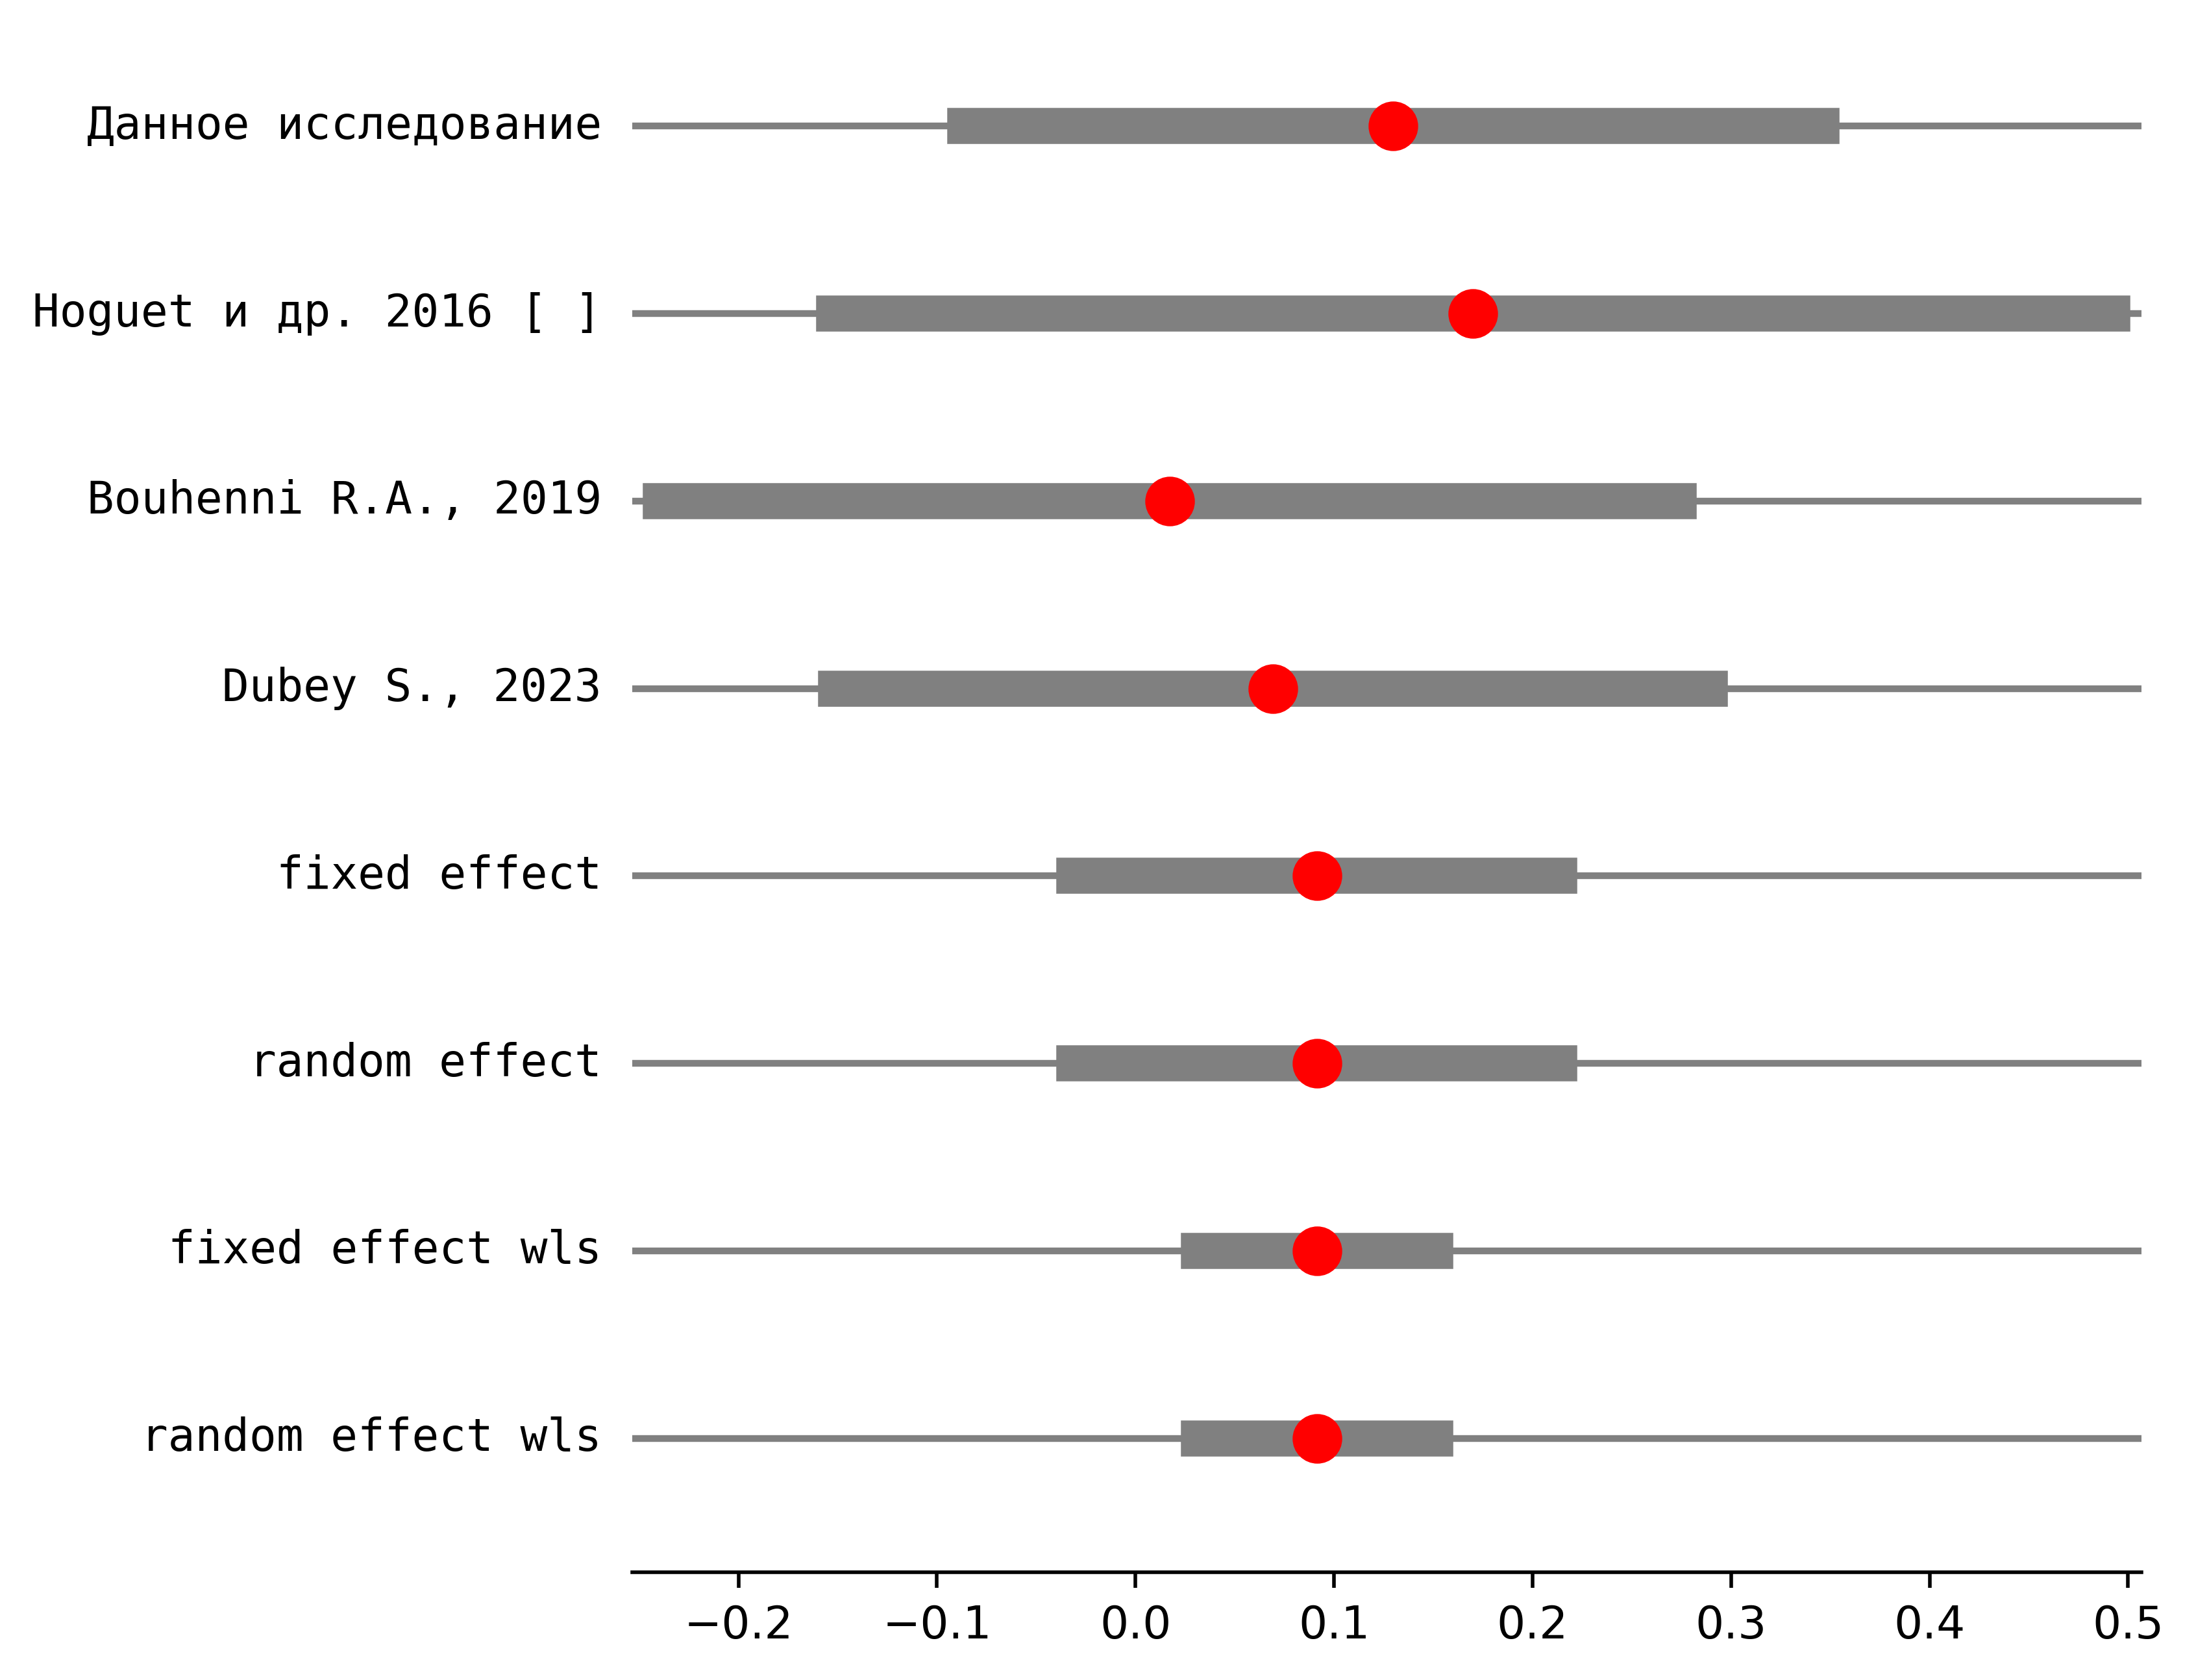 Данное исследование
Hoguet и др. 2016 [ ]
Bouhenni R.A., 2019
Dubey S., 2023
fixed effect
random effect
fixed effect wls
random effect wls
−0.2 −0.1 0.0 0.1 0.2 0.3 0.4 0.5